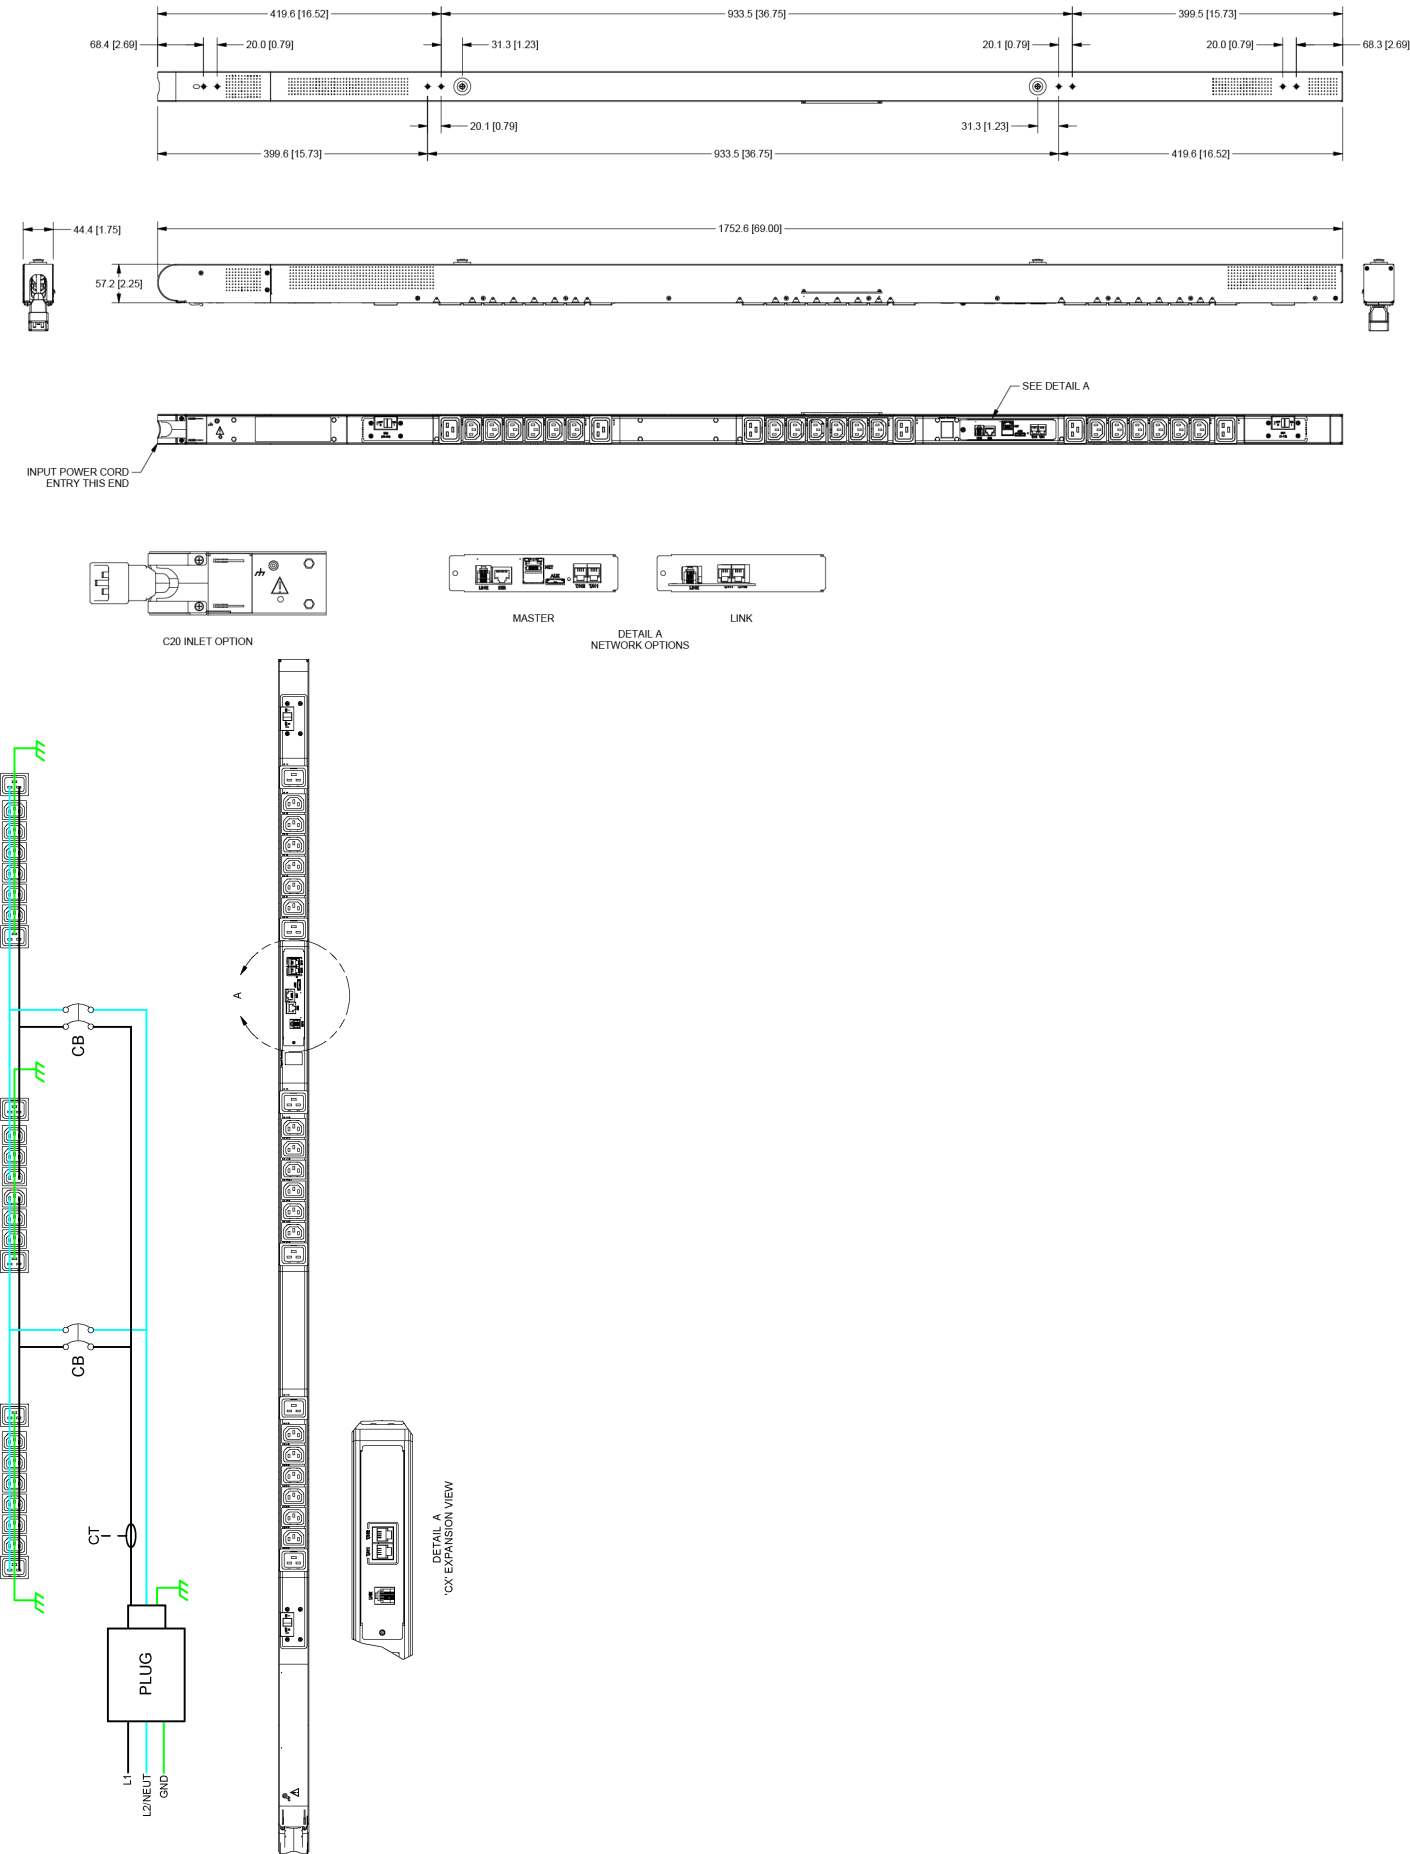 419.6 [16.52]
933.5 [36.75]
399.5 [15.73]
68.4 [2.69]
20.0 [0.79]
31.3 [1.23]
20.1 [0.79]
20.0 [0.79]
68.3 [2.69]
20.1 [0.79]
31.3 [1.23]
399.6 [15.73]
933.5 [36.75]
419.6 [16.52]
44.4 [1.75]
1752.6 [69.00]
57.2 [2.25]
SEE DETAIL A
INPUT POWER CORD
ENTRY THIS END
LINK
NET
AUX
LINK
MASTER
LINK
C20 INLET OPTION
DETAIL A
NETWORK OPTIONS
A
CB
CB
CT
DETAIL A
'CX' EXPANSION VIEW
PLUG
L1
L2/NEUT
GND